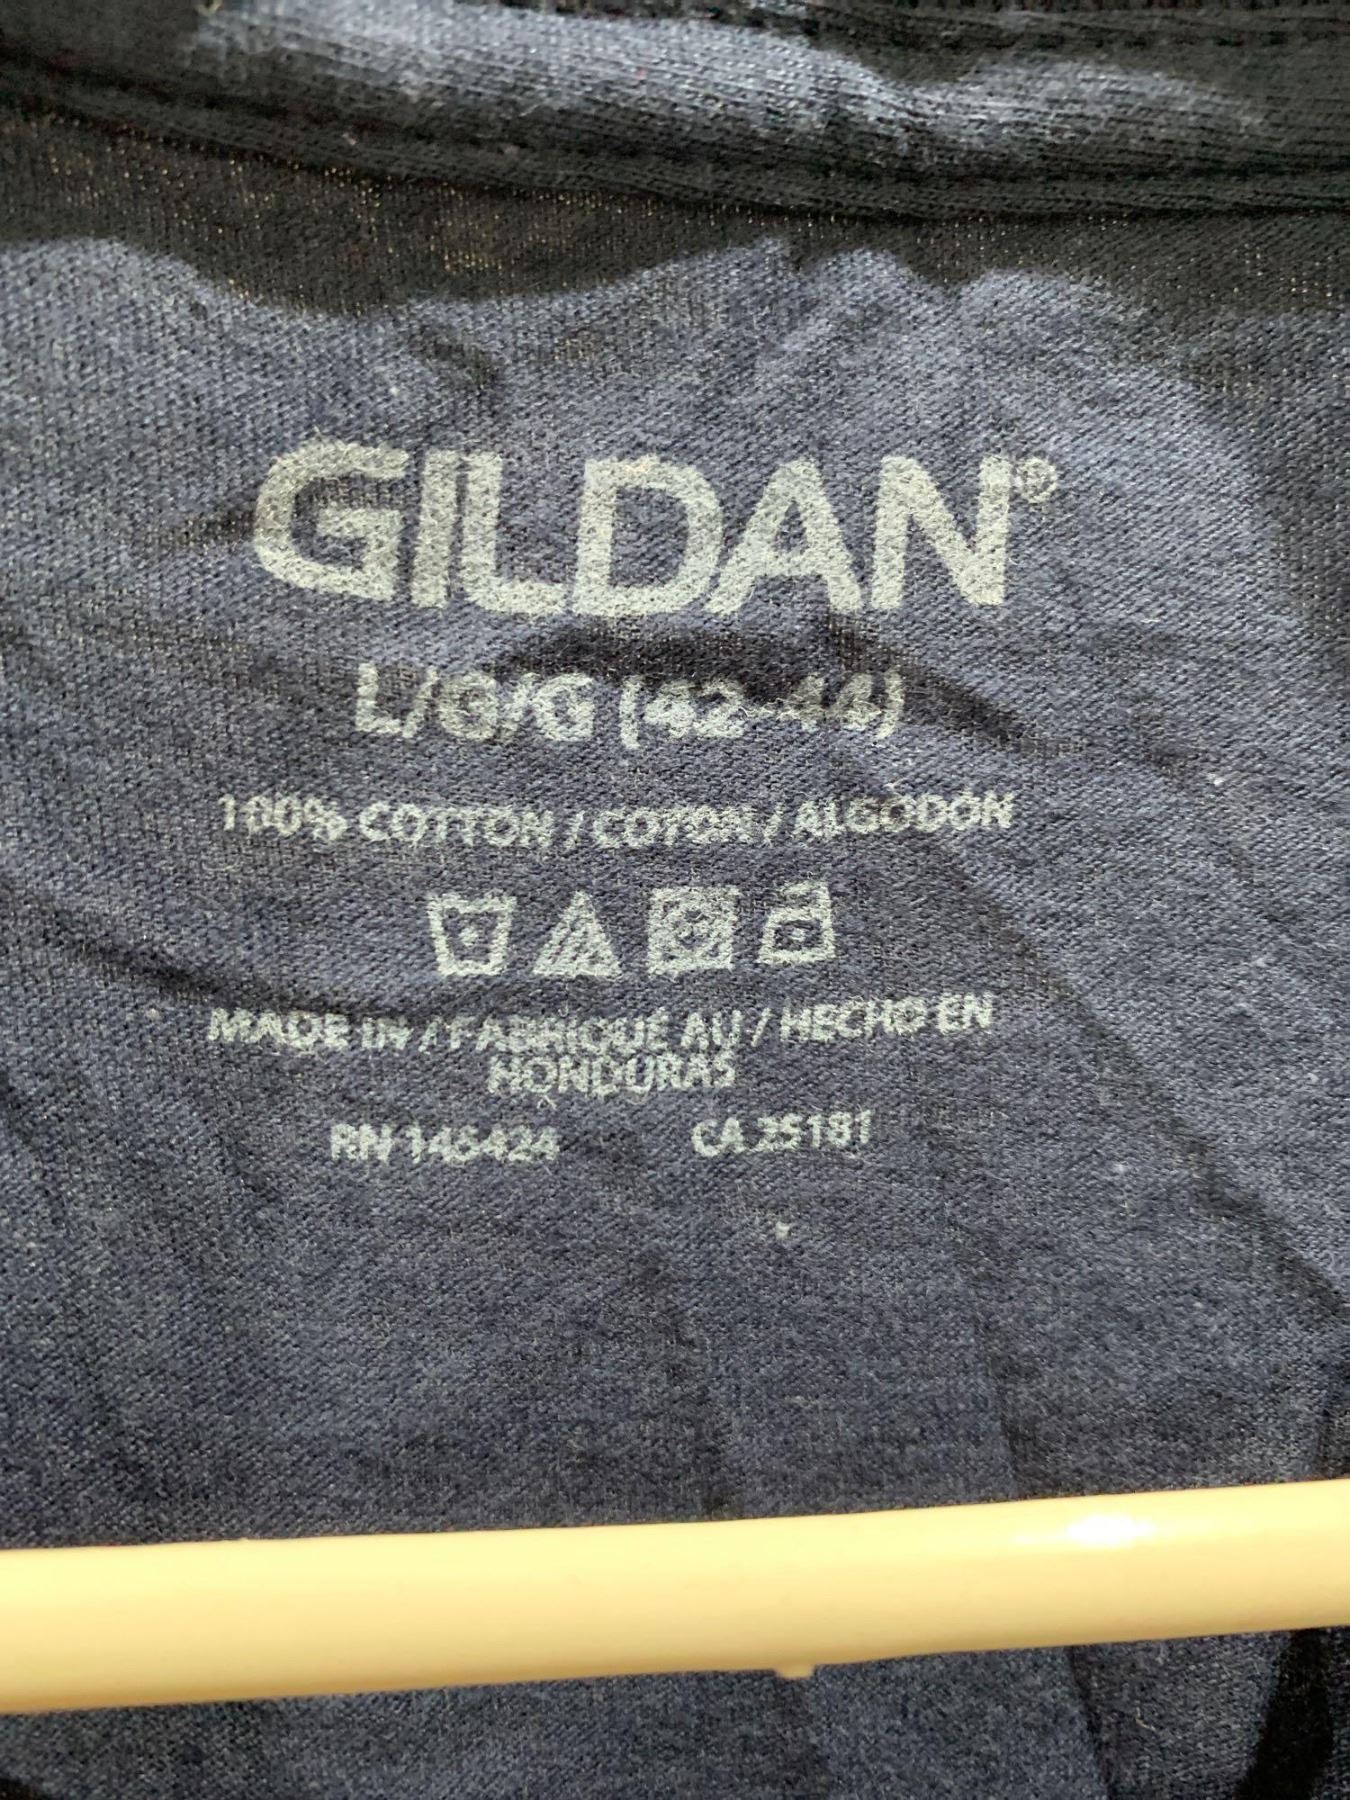 GILDAN®
L/G/G (42-44)
100% COTTON / COTON / ALGODÓN
MADE IN / FABRIQUÉ AU / HECHO EN
HONDURAS
RN 146424 CA 25181